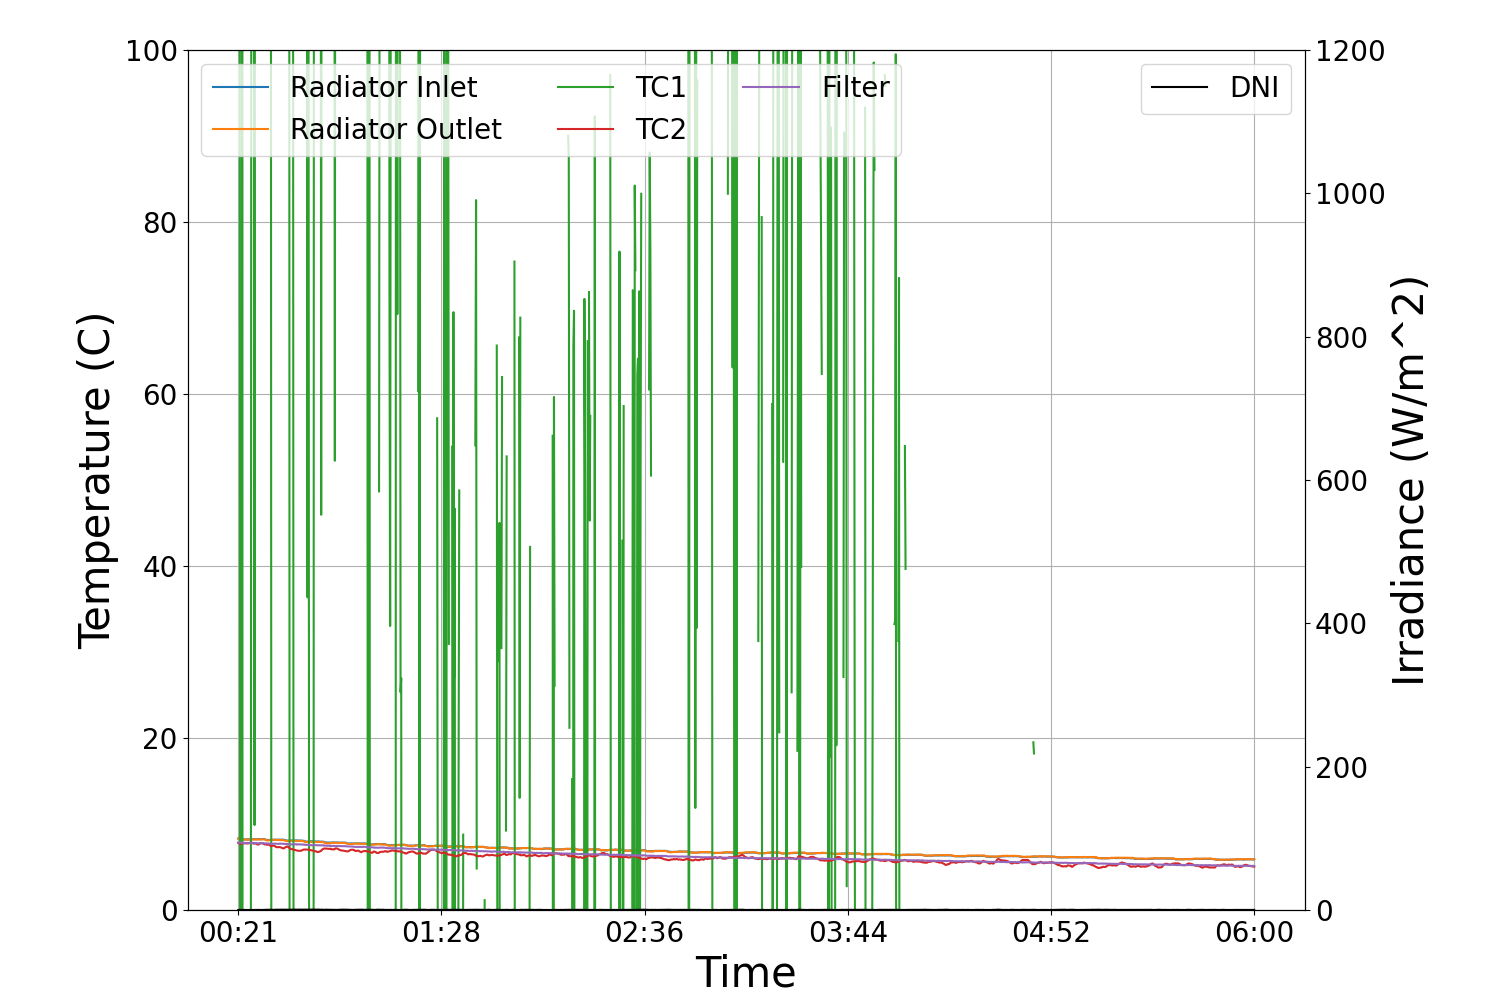 Radiator Inlet
Radiator Outlet
TC1
TC2
Filter
DNI
100
80
60
40
20
0
Temperature (C)
1200
1000
800
600
400
200
0
Irradiance (W/m^2)
00:21 01:28 02:36 03:44 04:52 06:00
Time